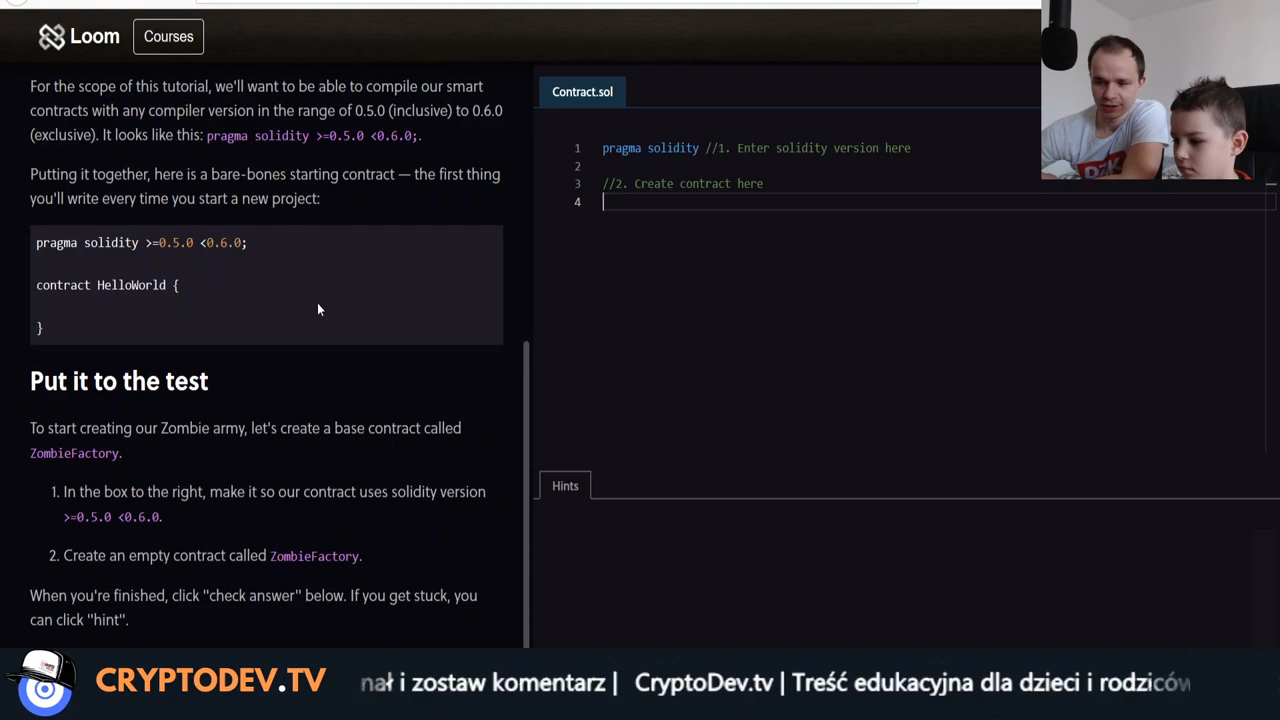 Loom Courses
For the scope of this tutorial, we'll want to be able to compile our smart
contracts with any compiler version in the range of 0.5.0 (inclusive) to 0.6.0
(exclusive). It looks like this: pragma solidity >=0.5.0 <0.6.0;.
Putting it together, here is a bare-bones starting contract — the first thing
you'll write every time you start a new project:
pragma solidity >=0.5.0 <0.6.0;
contract HelloWorld {
}
Put it to the test
To start creating our Zombie army, let's create a base contract called
ZombieFactory.
1. In the box to the right, make it so our contract uses solidity version
>=0.5.0 <0.6.0.
2. Create an empty contract called ZombieFactory.
When you're finished, click "check answer" below. If you get stuck, you
can click "hint".
Contract.sol
1 pragma solidity //1. Enter solidity version here
2
3 //2. Create contract here
4
Hints
CRYPTODEV.TV
nał i zostaw komentarz | CryptoDev.tv | Treść edukacyjna dla dzieci i rodziców